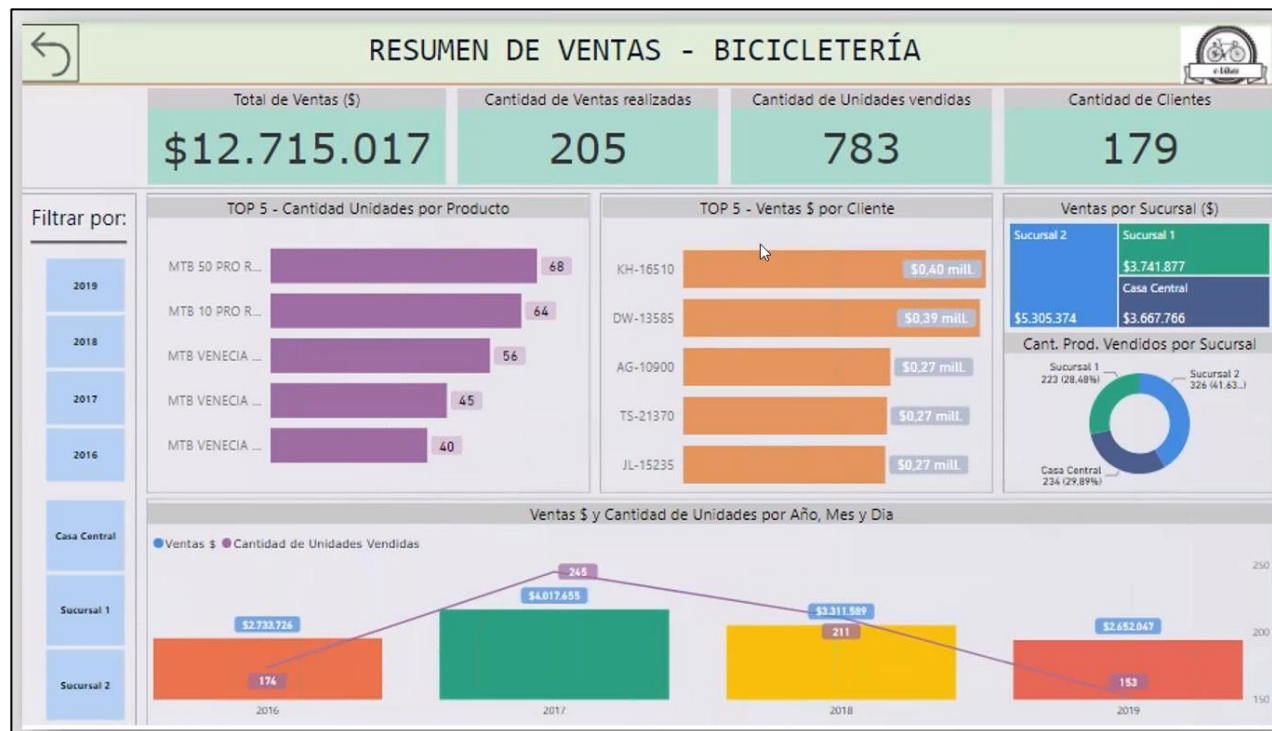 RESUMEN DE VENTAS - BICICLETERÍA
e-bikes
Total de Ventas ($)
$12.715.017
Cantidad de Ventas realizadas
205
Cantidad de Unidades vendidas
783
Cantidad de Clientes
179
Filtrar por:
2019
2018
2017
2016
Casa Central
Sucursal 1
Sucursal 2
TOP 5 - Cantidad Unidades por Producto
MTB 50 PRO R... 68
MTB 10 PRO R... 64
MTB VENECIA ... 56
MTB VENECIA ... 45
MTB VENECIA ... 40
TOP 5 - Ventas $ por Cliente
KH-16510 $0,40 mill.
DW-13585 $0,39 mill.
AG-10900 $0,27 mill.
TS-21370 $0,27 mill.
JL-15235 $0,27 mill.
Ventas por Sucursal ($)
Sucursal 2
$5.305.374
Sucursal 1
$3.741.877
Casa Central
$3.667.766
Cant. Prod. Vendidos por Sucursal
Sucursal 1
223 (28,48%)
Sucursal 2
326 (41,63...)
Casa Central
234 (29,89%)
Ventas $ y Cantidad de Unidades por Año, Mes y Dia
Ventas $ Cantidad de Unidades Vendidas
250
200
150
$2.733.726
174
2016
245
$4.017.655
2017
$3.311.589
211
2018
$2.652.047
153
2019